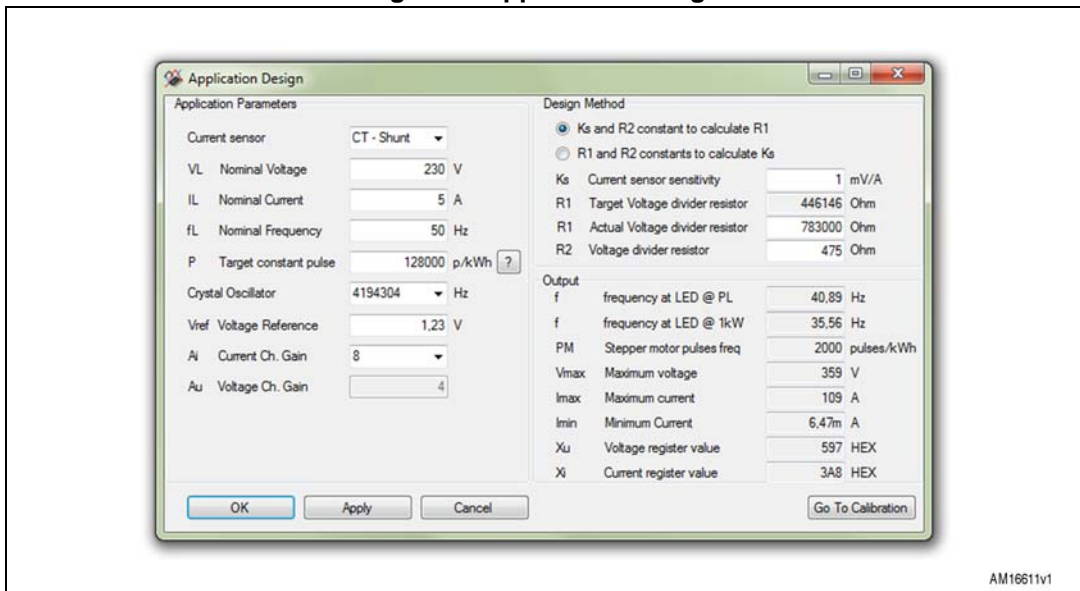 Application Design
Application Parameters
Current sensor CT - Shunt
VL Nominal Voltage 230 V
IL Nominal Current 5 A
fL Nominal Frequency 50 Hz
P Target constant pulse 128000 p/kWh ?
Crystal Oscillator 4194304 Hz
Vref Voltage Reference 1,23 V
Ai Current Ch. Gain 8
Au Voltage Ch. Gain 4
Design Method
Ks and R2 constant to calculate R1
R1 and R2 constants to calculate Ks
Ks Current sensor sensitivity 1 mV/A
R1 Target Voltage divider resistor 446146 Ohm
R1 Actual Voltage divider resistor 783000 Ohm
R2 Voltage divider resistor 475 Ohm
Output
f frequency at LED @ PL 40,89 Hz
f frequency at LED @ 1kW 35,56 Hz
PM Stepper motor pulses freq 2000 pulses/kWh
Vmax Maximum voltage 359 V
Imax Maximum current 109 A
Imin Minimum Current 6,47m A
Xu Voltage register value 597 HEX
Xi Current register value 3A8 HEX
OK Apply Cancel Go To Calibration
AM16611v1